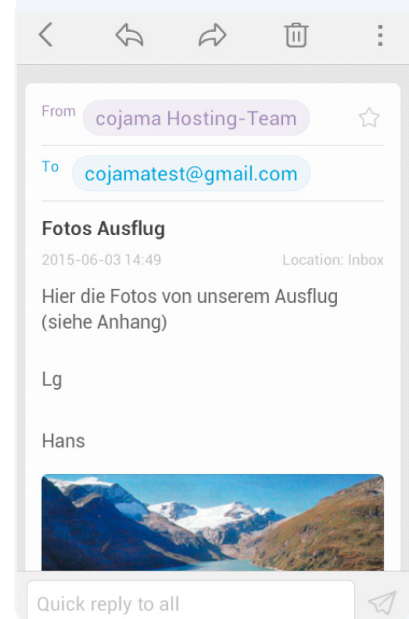 From cojama Hosting-Team
To cojamatest@gmail.com
Fotos Ausflug
2015-06-03 14:49 Location: Inbox
Hier die Fotos von unserem Ausflug
(siehe Anhang)
Lg
Hans
Quick reply to all